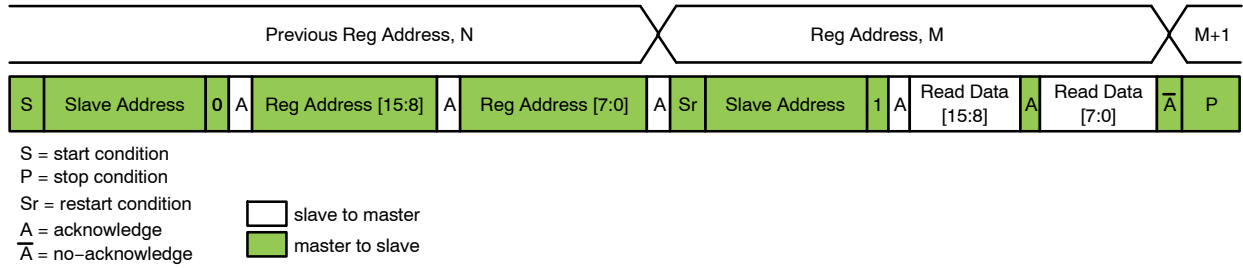 Previous Reg Address, N Reg Address, M M+1
S Slave Address 0 A Reg Address [15:8] A Reg Address [7:0] A Sr Slave Address 1 A Read Data [15:8] A Read Data [7:0] A̅ P
S = start condition
P = stop condition
Sr = restart condition
A = acknowledge
A̅ = no−acknowledge
slave to master
master to slave